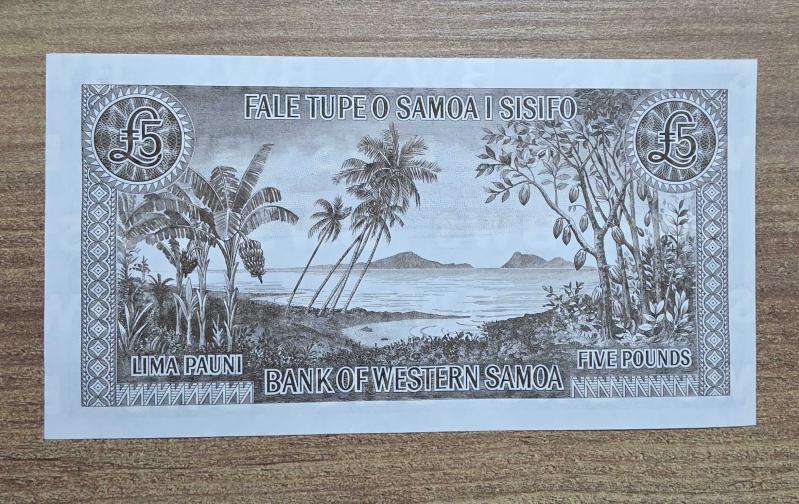 FALE TUPE O SAMOA I SISIFO
£5
£5
LIMA PAUNI
FIVE POUNDS
BANK OF WESTERN SAMOA